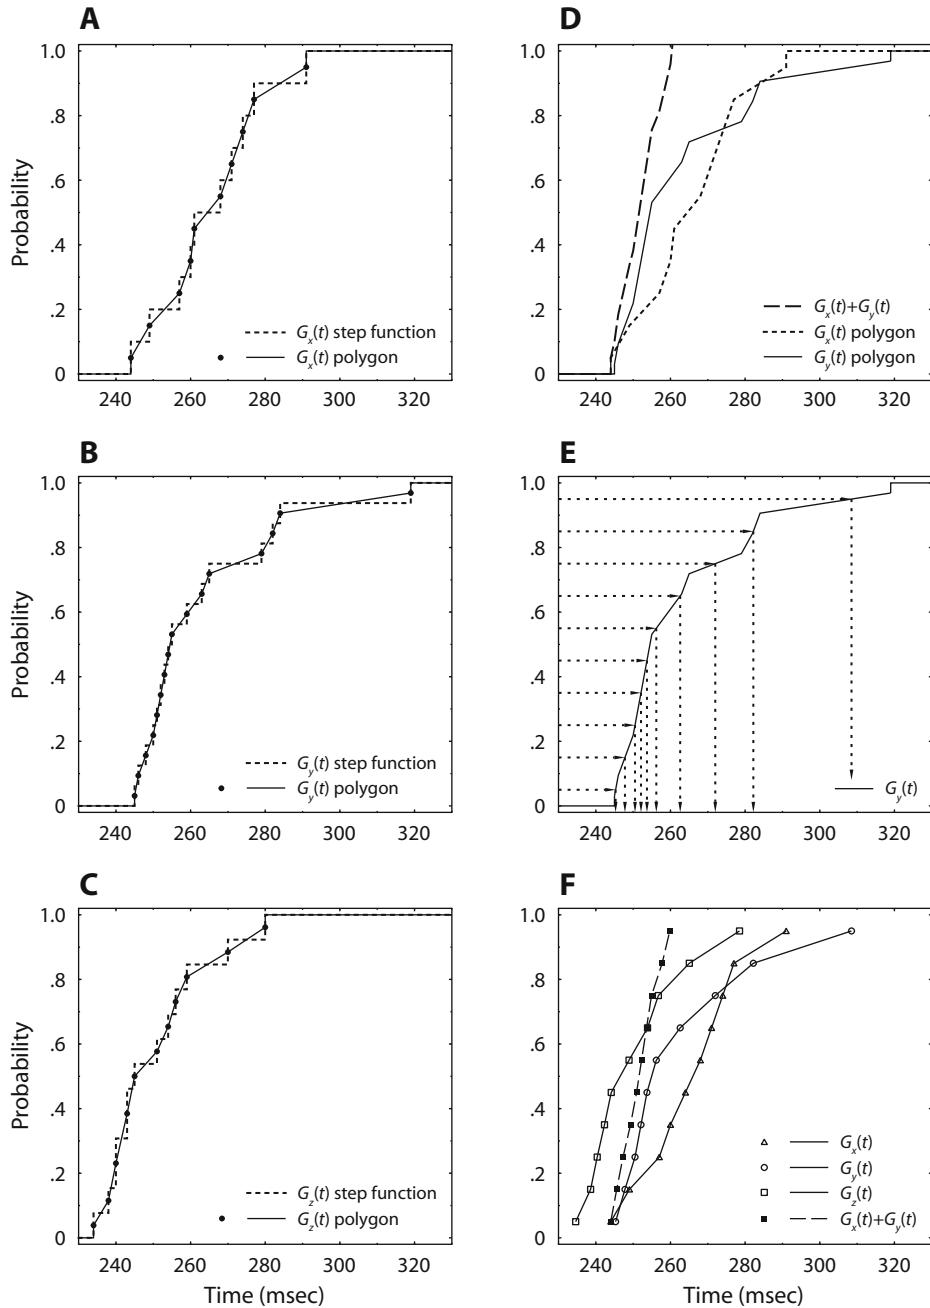 A
Probability
1.0
.8
.6
.4
.2
0
Gx(t) step function
Gx(t) polygon
240 260 280 300 320
D
1.0
.8
.6
.4
.2
0
Gx(t)+Gy(t)
Gx(t) polygon
Gy(t) polygon
240 260 280 300 320
B
Probability
1.0
.8
.6
.4
.2
0
Gy(t) step function
Gy(t) polygon
240 260 280 300 320
E
1.0
.8
.6
.4
.2
0
Gy(t)
240 260 280 300 320
C
Probability
1.0
.8
.6
.4
.2
0
Gz(t) step function
Gz(t) polygon
240 260 280 300 320
Time (msec)
F
1.0
.8
.6
.4
.2
0
Gx(t)
Gy(t)
Gz(t)
Gx(t)+Gy(t)
240 260 280 300 320
Time (msec)